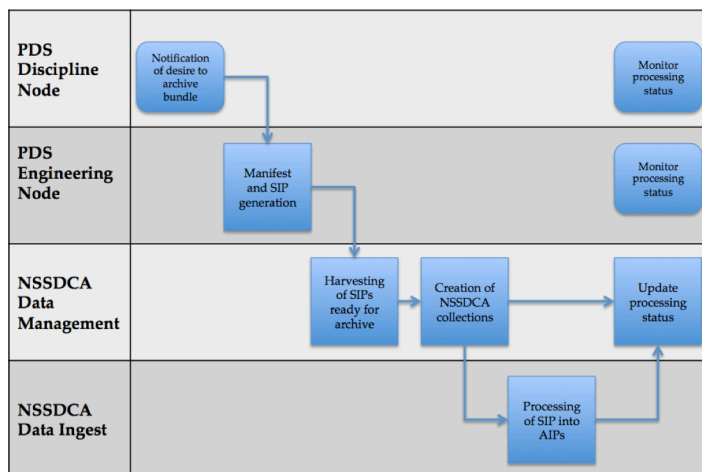 PDS
Discipline
Node
Notification
of desire to
archive
bundle
Monitor
processing
status
PDS
Engineering
Node
Manifest
and SIP
generation
Monitor
processing
status
NSSDCA
Data
Management
Harvesting
of SIPs
ready for
archive
Creation of
NSSDCA
collections
Update
processing
status
NSSDCA
Data Ingest
Processing
of SIP into
AIPs